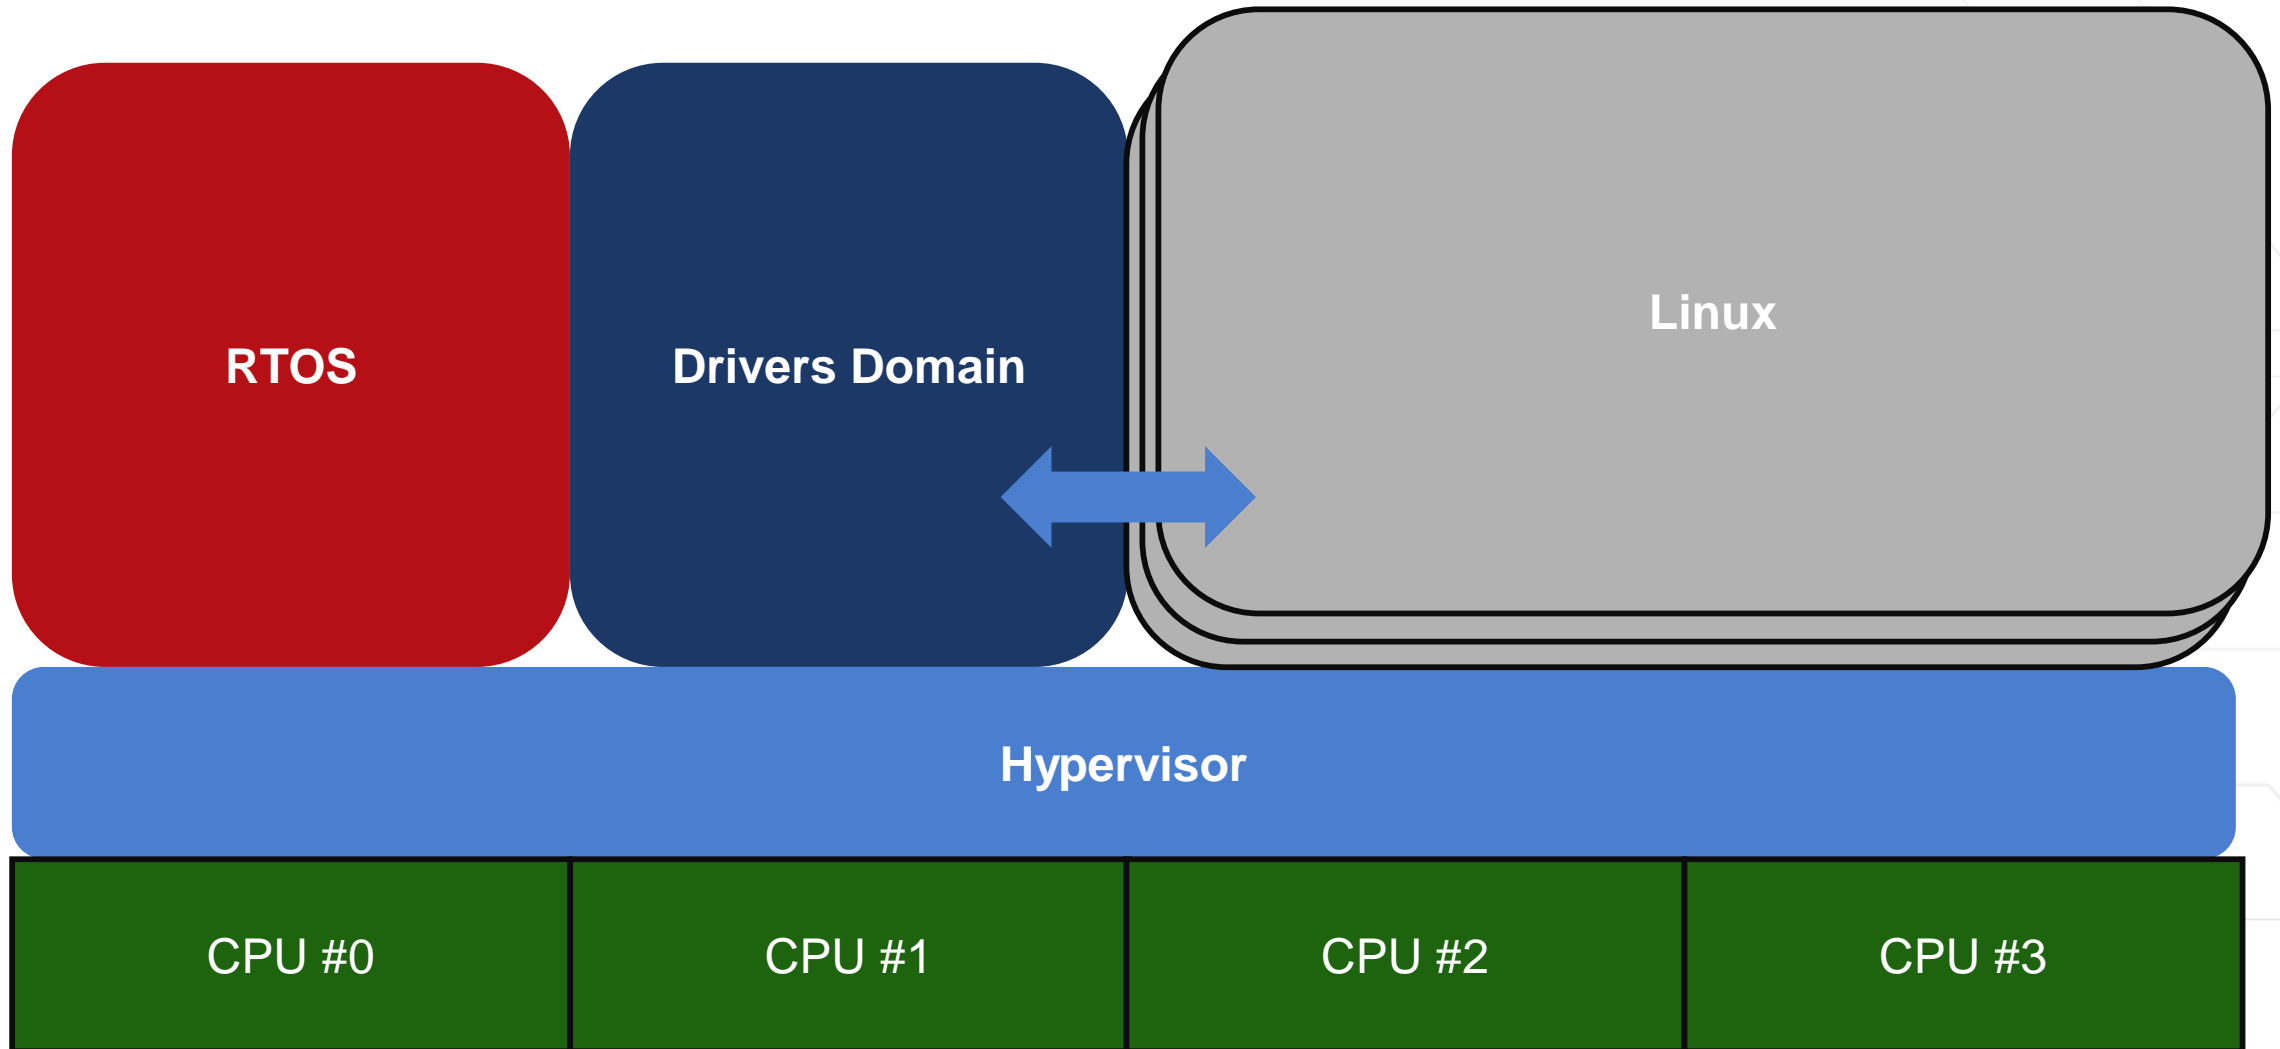 RTOS
Drivers Domain
Linux
Hypervisor
CPU #0
CPU #1
CPU #2
CPU #3